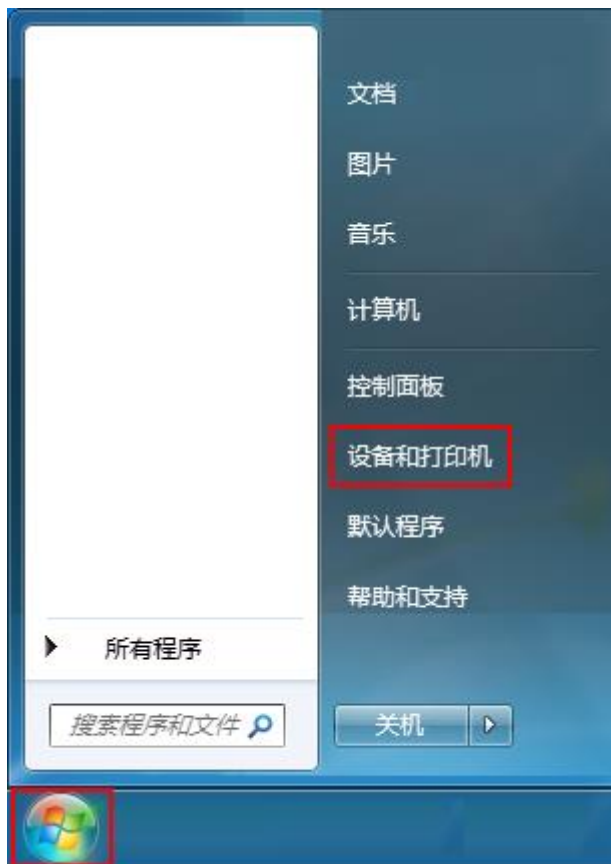 文档
图片
音乐
计算机
控制面板
设备和打印机
默认程序
帮助和支持
所有程序
搜索程序和文件
关机